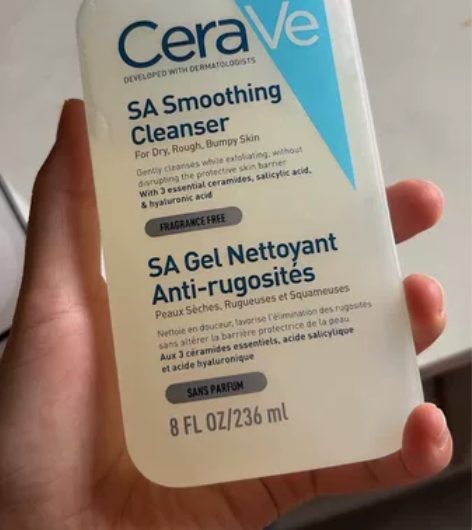 CeraVe
DEVELOPED WITH DERMATOLOGISTS
SA Smoothing
Cleanser
For Dry, Rough, Bumpy Skin
Gently cleanses while exfoliating, without
disrupting the protective skin barrier
With 3 essential ceramides, salicylic acid,
& hyaluronic acid
FRAGRANCE FREE
SA Gel Nettoyant
Anti-rugosités
Peaux Sèches, Rugueuses et Squameuses
Nettoie en douceur, favorise l'élimination des rugosités
sans altérer la barrière protectrice de la peau
Aux 3 céramides essentiels, acide salicylique
et acide hyaluronique
SANS PARFUM
8 FL OZ/236 ml